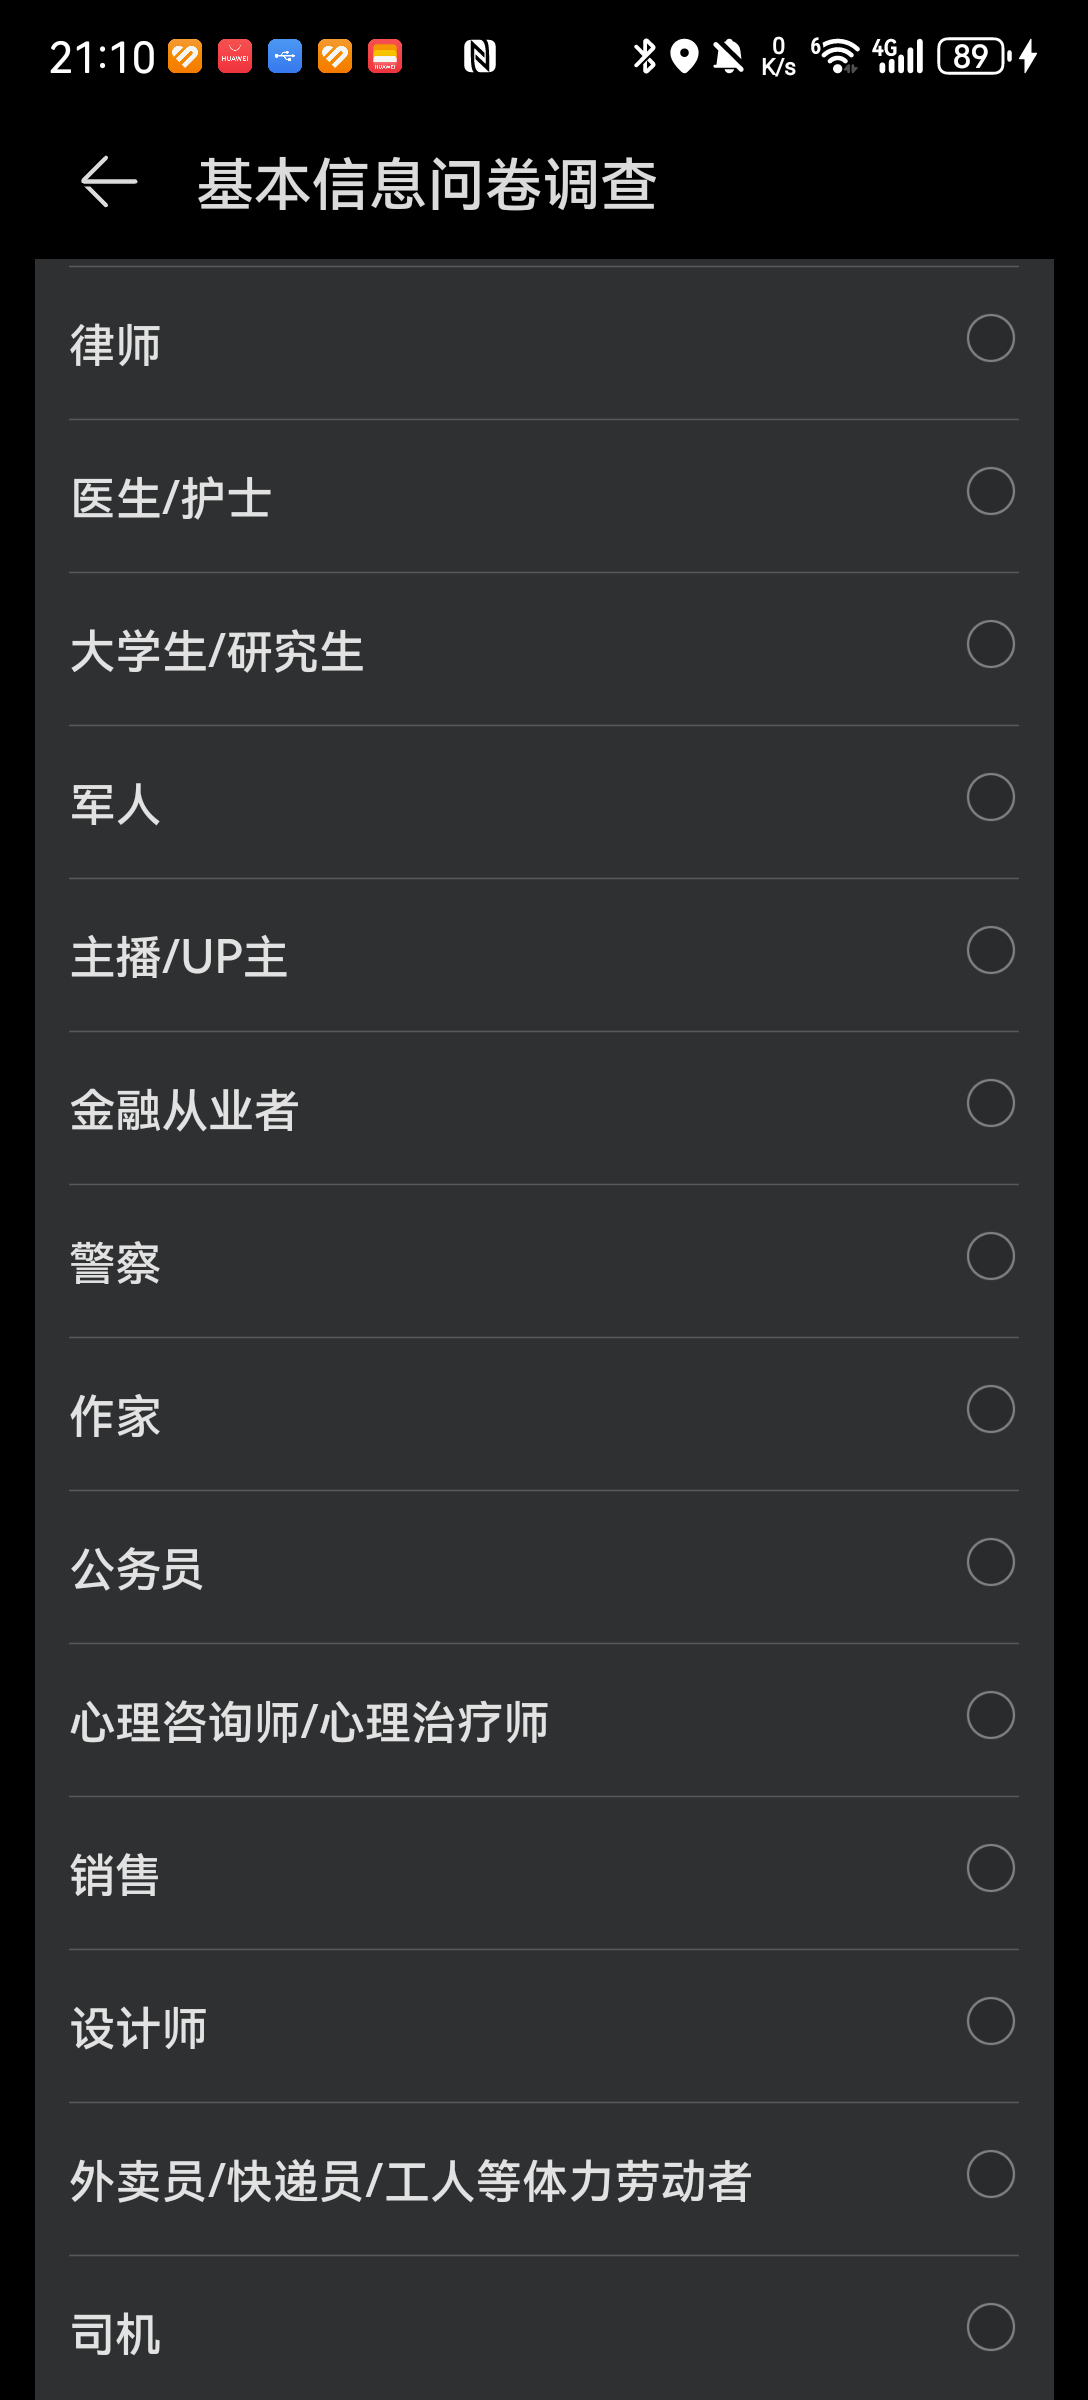 21:10
HUAWEI
HUAWEI
0 K/s
6
4G
89
基本信息问卷调查
律师
医生/护士
大学生/研究生
军人
主播/UP主
金融从业者
警察
作家
公务员
心理咨询师/心理治疗师
销售
设计师
外卖员/快递员/工人等体力劳动者
司机